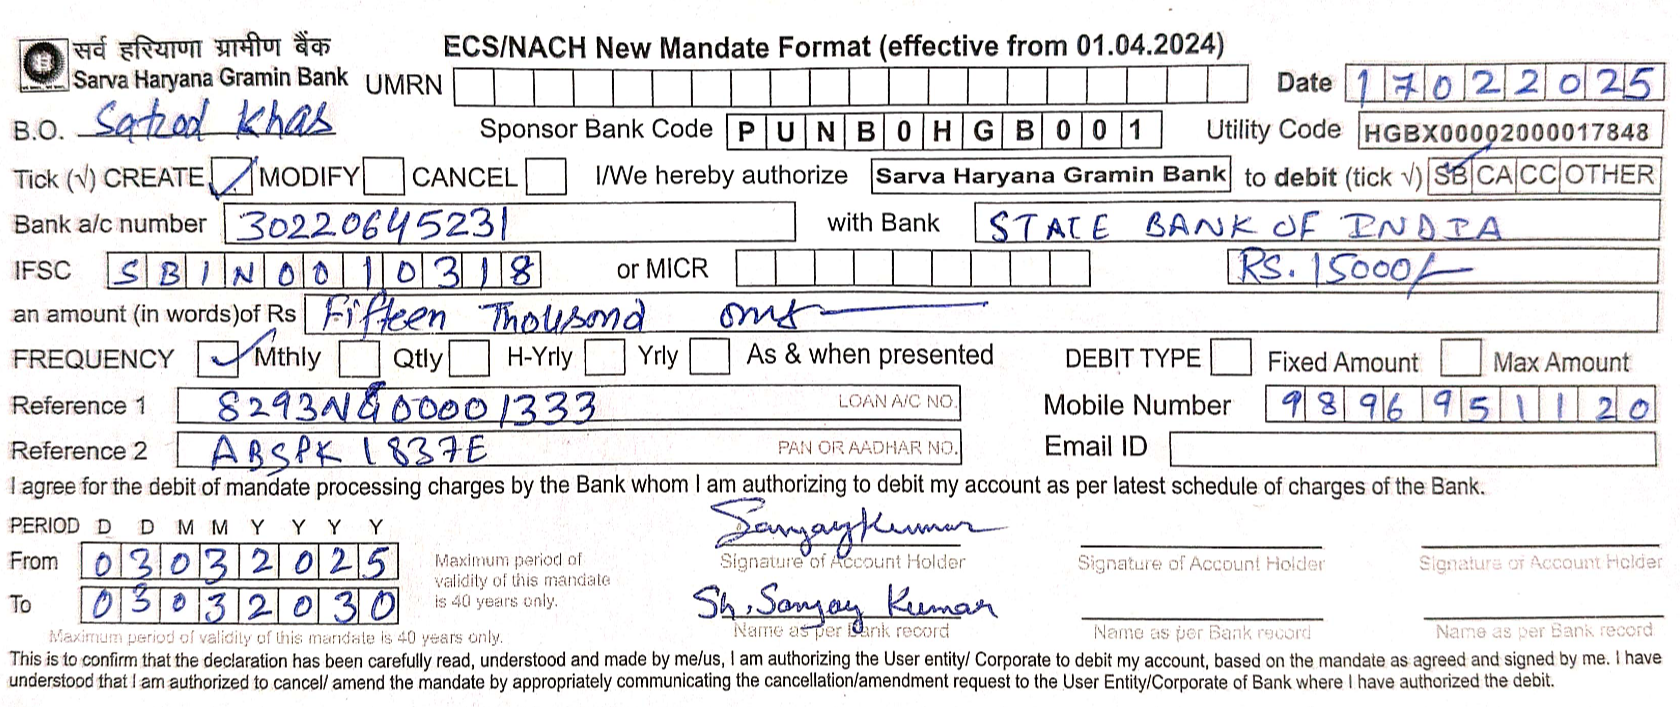 सर्व हरियाणा ग्रामीण बैंक ECS/NACH New Mandate Format (effective from 01.04.2024)
Sarva Haryana Gramin Bank UMRN Date 17022025
B.O. Satrod Khas Sponsor Bank Code PUNB0HGB001 Utility Code HGBX00002000017848
Tick (√) CREATE ✓ MODIFY CANCEL I/We hereby authorize Sarva Haryana Gramin Bank to debit (tick √) SB CA CC OTHER
Bank a/c number 30220645231 with Bank STATE BANK OF INDIA
IFSC SBIN0010318 or MICR RS. 15000/-
an amount (in words)of Rs Fifteen Thousand only
FREQUENCY ✓ Mthly Qtly H-Yrly Yrly As & when presented DEBIT TYPE Fixed Amount Max Amount
Reference 1 8293NG00001333 LOAN A/C NO. Mobile Number 9896951120
Reference 2 ABSPK1837E PAN OR AADHAR NO. Email ID
I agree for the debit of mandate processing charges by the Bank whom I am authorizing to debit my account as per latest schedule of charges of the Bank.
PERIOD D D M M Y Y Y Y Sanjay Kumar
From 03032025 Maximum period of validity of this mandate is 40 years only. Signature of Account Holder Signature of Account Holder Signature of Account Holder
To 03032030 Sh. Sanjay Kumar
Maximum period of validity of this mandate is 40 years only. Name as per Bank record Name as per Bank record Name as per Bank record
This is to confirm that the declaration has been carefully read, understood and made by me/us, I am authorizing the User entity/ Corporate to debit my account, based on the mandate as agreed and signed by me. I have
understood that I am authorized to cancel/ amend the mandate by appropriately communicating the cancellation/amendment request to the User Entity/Corporate of Bank where I have authorized the debit.